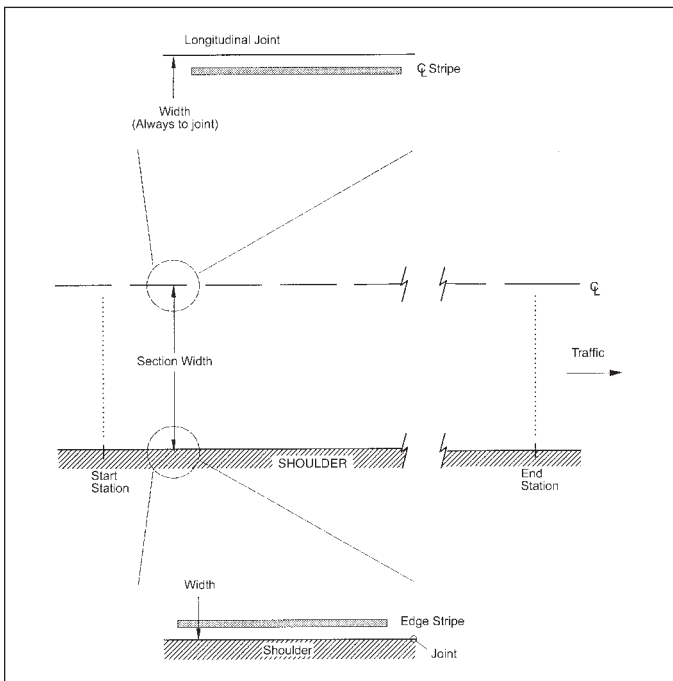 Longitudinal Joint
℄ Stripe
Width
(Always to joint)
℄
Section Width
Traffic
SHOULDER
Start
Station
End
Station
Width
Edge Stripe
Shoulder
Joint